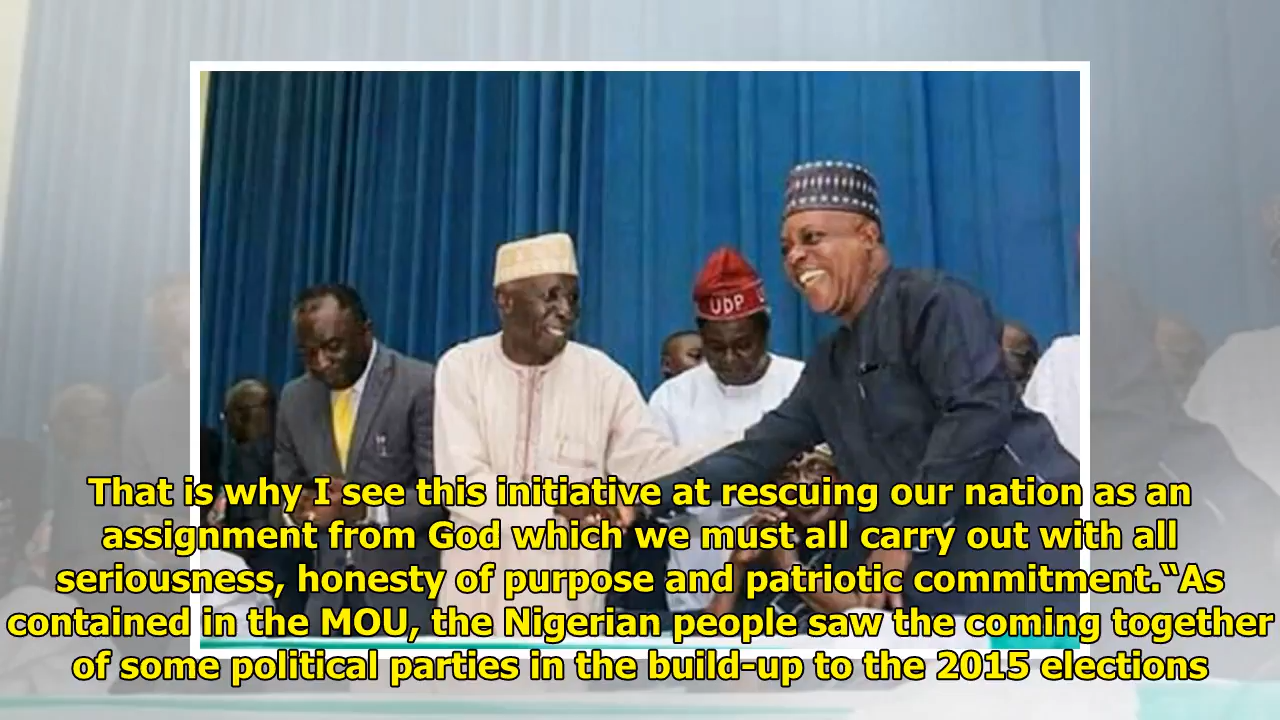 UDP
That is why I see this initiative at rescuing our nation as an
assignment from God which we must all carry out with all
seriousness, honesty of purpose and patriotic commitment.“As
contained in the MOU, the Nigerian people saw the coming together
of some political parties in the build-up to the 2015 elections